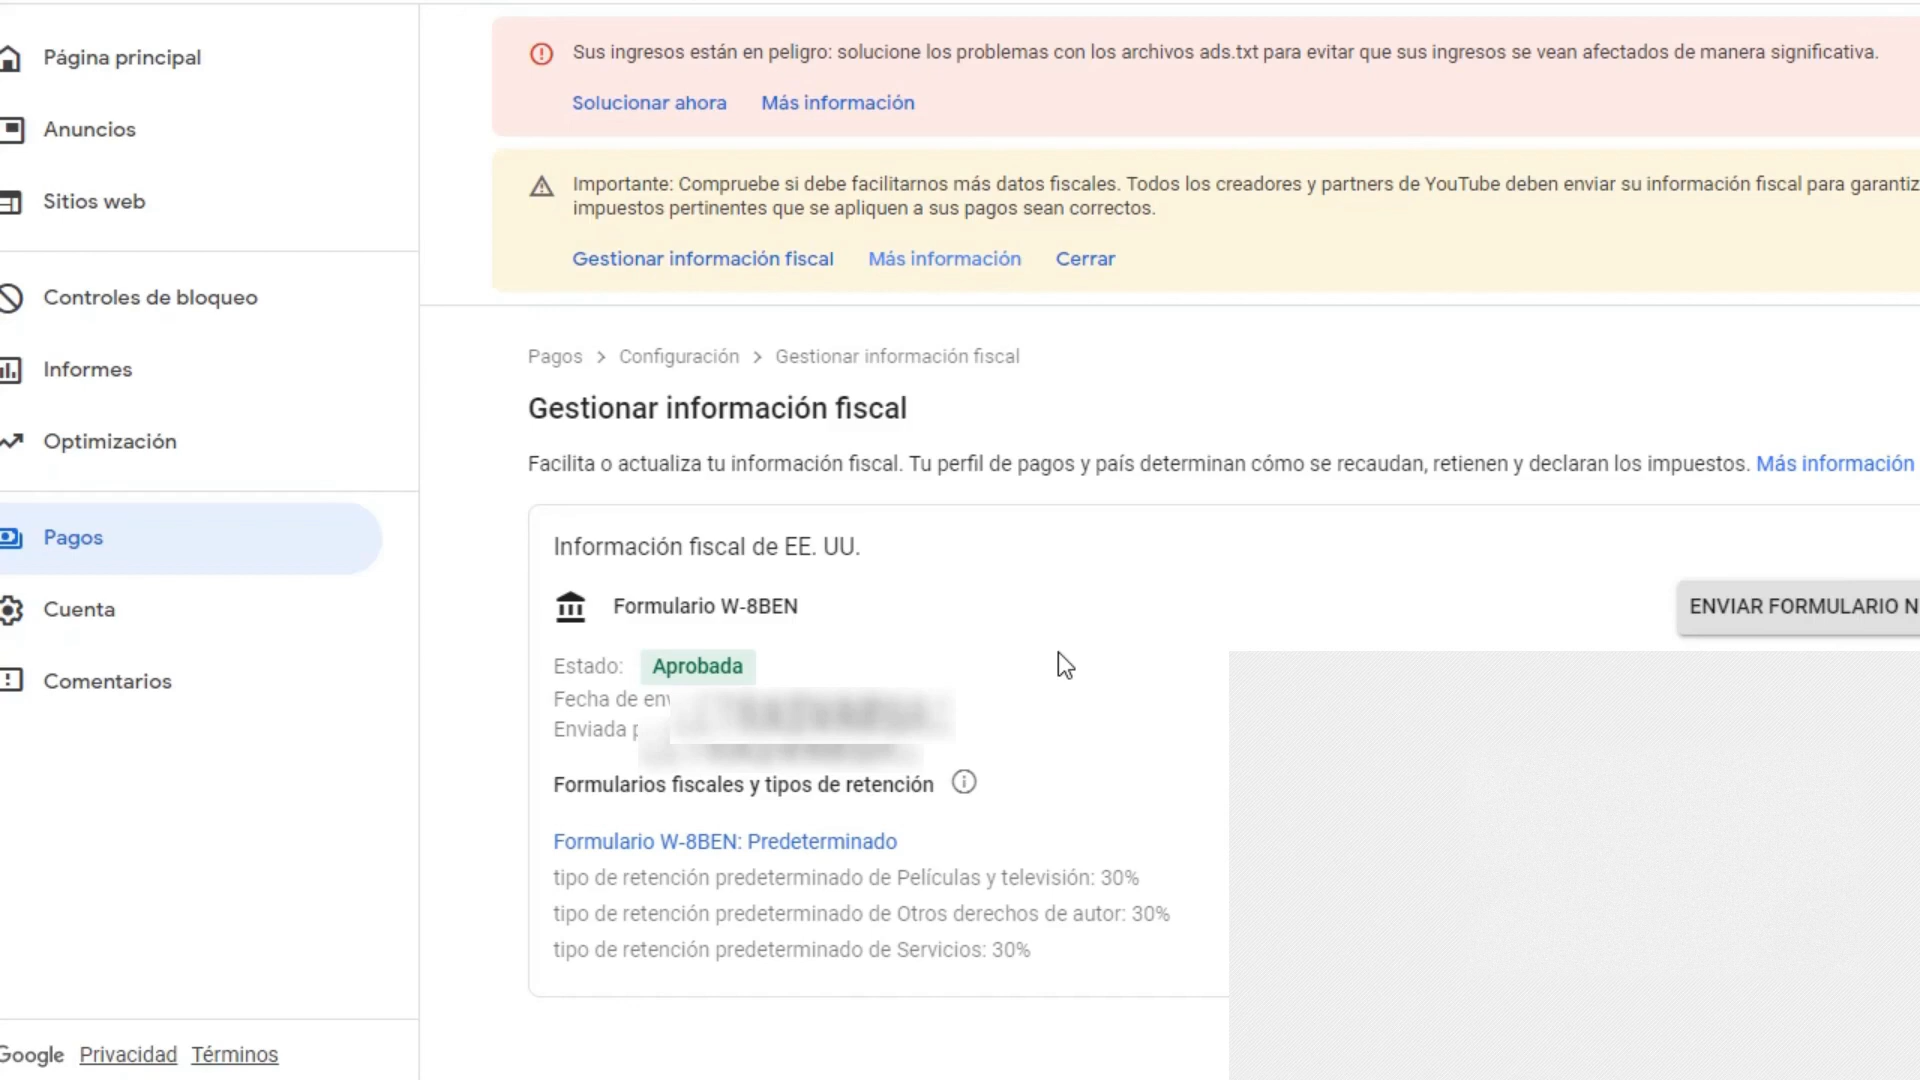 Página principal
Anuncios
Sitios web
Controles de bloqueo
Informes
Optimización
Pagos
Cuenta
Comentarios
Google Privacidad Términos
Sus ingresos están en peligro: solucione los problemas con los archivos ads.txt para evitar que sus ingresos se vean afectados de manera significativa.
Solucionar ahora Más información
Importante: Compruebe si debe facilitarnos más datos fiscales. Todos los creadores y partners de YouTube deben enviar su información fiscal para
impuestos pertinentes que se apliquen a sus pagos sean correctos.
Gestionar información fiscal Más información Cerrar
Pagos > Configuración > Gestionar información fiscal
Gestionar información fiscal
Facilita o actualiza tu información fiscal. Tu perfil de pagos y país determinan cómo se recaudan, retienen y declaran los impuestos. Más información
Información fiscal de EE. UU.
Formulario W-8BEN
ENVIAR FORMULARIO
Estado: Aprobada
Fecha de
Enviada
Formularios fiscales y tipos de retención
Formulario W-8BEN: Predeterminado
tipo de retención predeterminado de Películas y televisión: 30%
tipo de retención predeterminado de Otros derechos de autor: 30%
tipo de retención predeterminado de Servicios: 30%